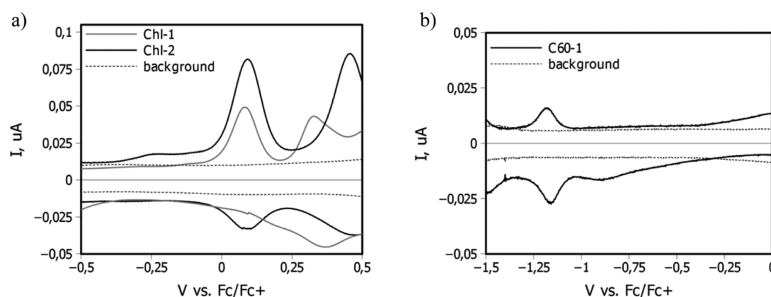 a)
I, uA
0,1
0,075
0,05
0,025
0
−0,025
−0,05
Chl-1
Chl-2
background
−0,5
−0,25
0
0,25
0,5
V vs. Fc/Fc+
b)
I, uA
0,05
0,025
0
−0,025
−0,05
C60-1
background
−1,5
−1,25
−1
−0,75
−0,5
−0,25
0
V vs. Fc/Fc+